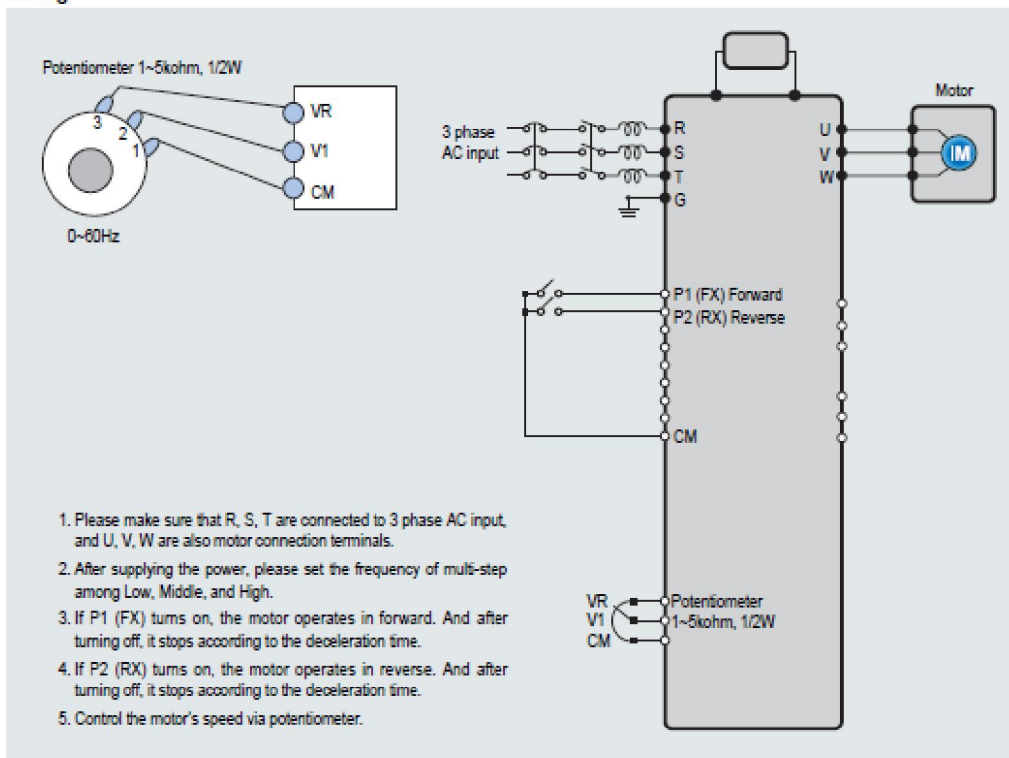 Potentiometer 1~5kohm, 1/2W
3
2
1
VR
V1
CM
0~60Hz
3 phase
AC input
R
S
T
G
U
V
W
Motor
IM
P1 (FX) Forward
P2 (RX) Reverse
CM
VR
V1
CM
Potentiometer
1~5kohm, 1/2W
1. Please make sure that R, S, T are connected to 3 phase AC input,
and U, V, W are also motor connection terminals.
2. After supplying the power, please set the frequency of multi-step
among Low, Middle, and High.
3. If P1 (FX) turns on, the motor operates in forward. And after
turning off, it stops according to the deceleration time.
4. If P2 (RX) turns on, the motor operates in reverse. And after
turning off, it stops according to the deceleration time.
5. Control the motor's speed via potentiometer.